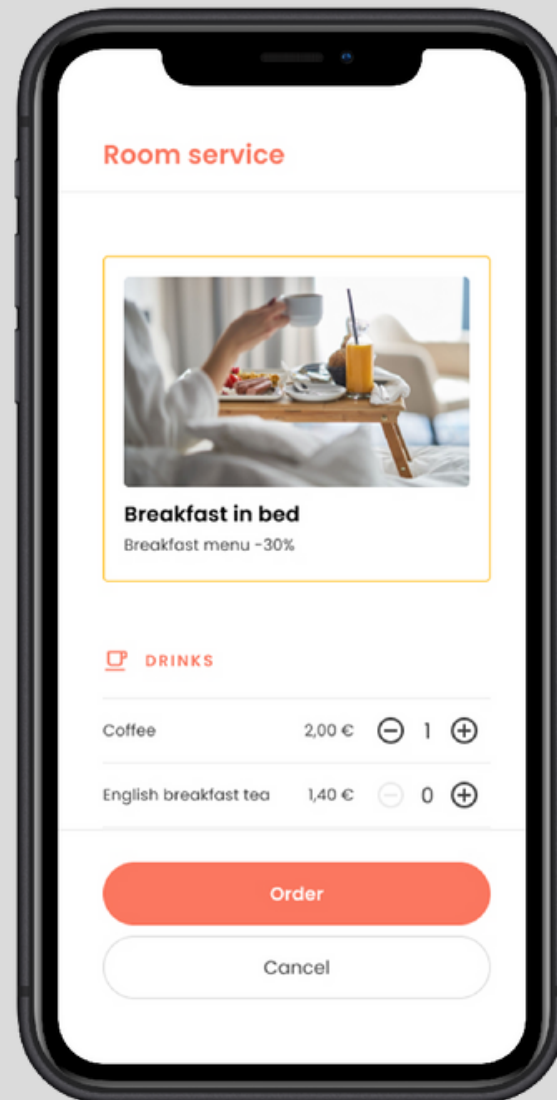 Room service
Breakfast in bed
Breakfast menu -30%
DRINKS
Coffee 2,00 € 1
English breakfast tea 1,40 € 0
Order
Cancel